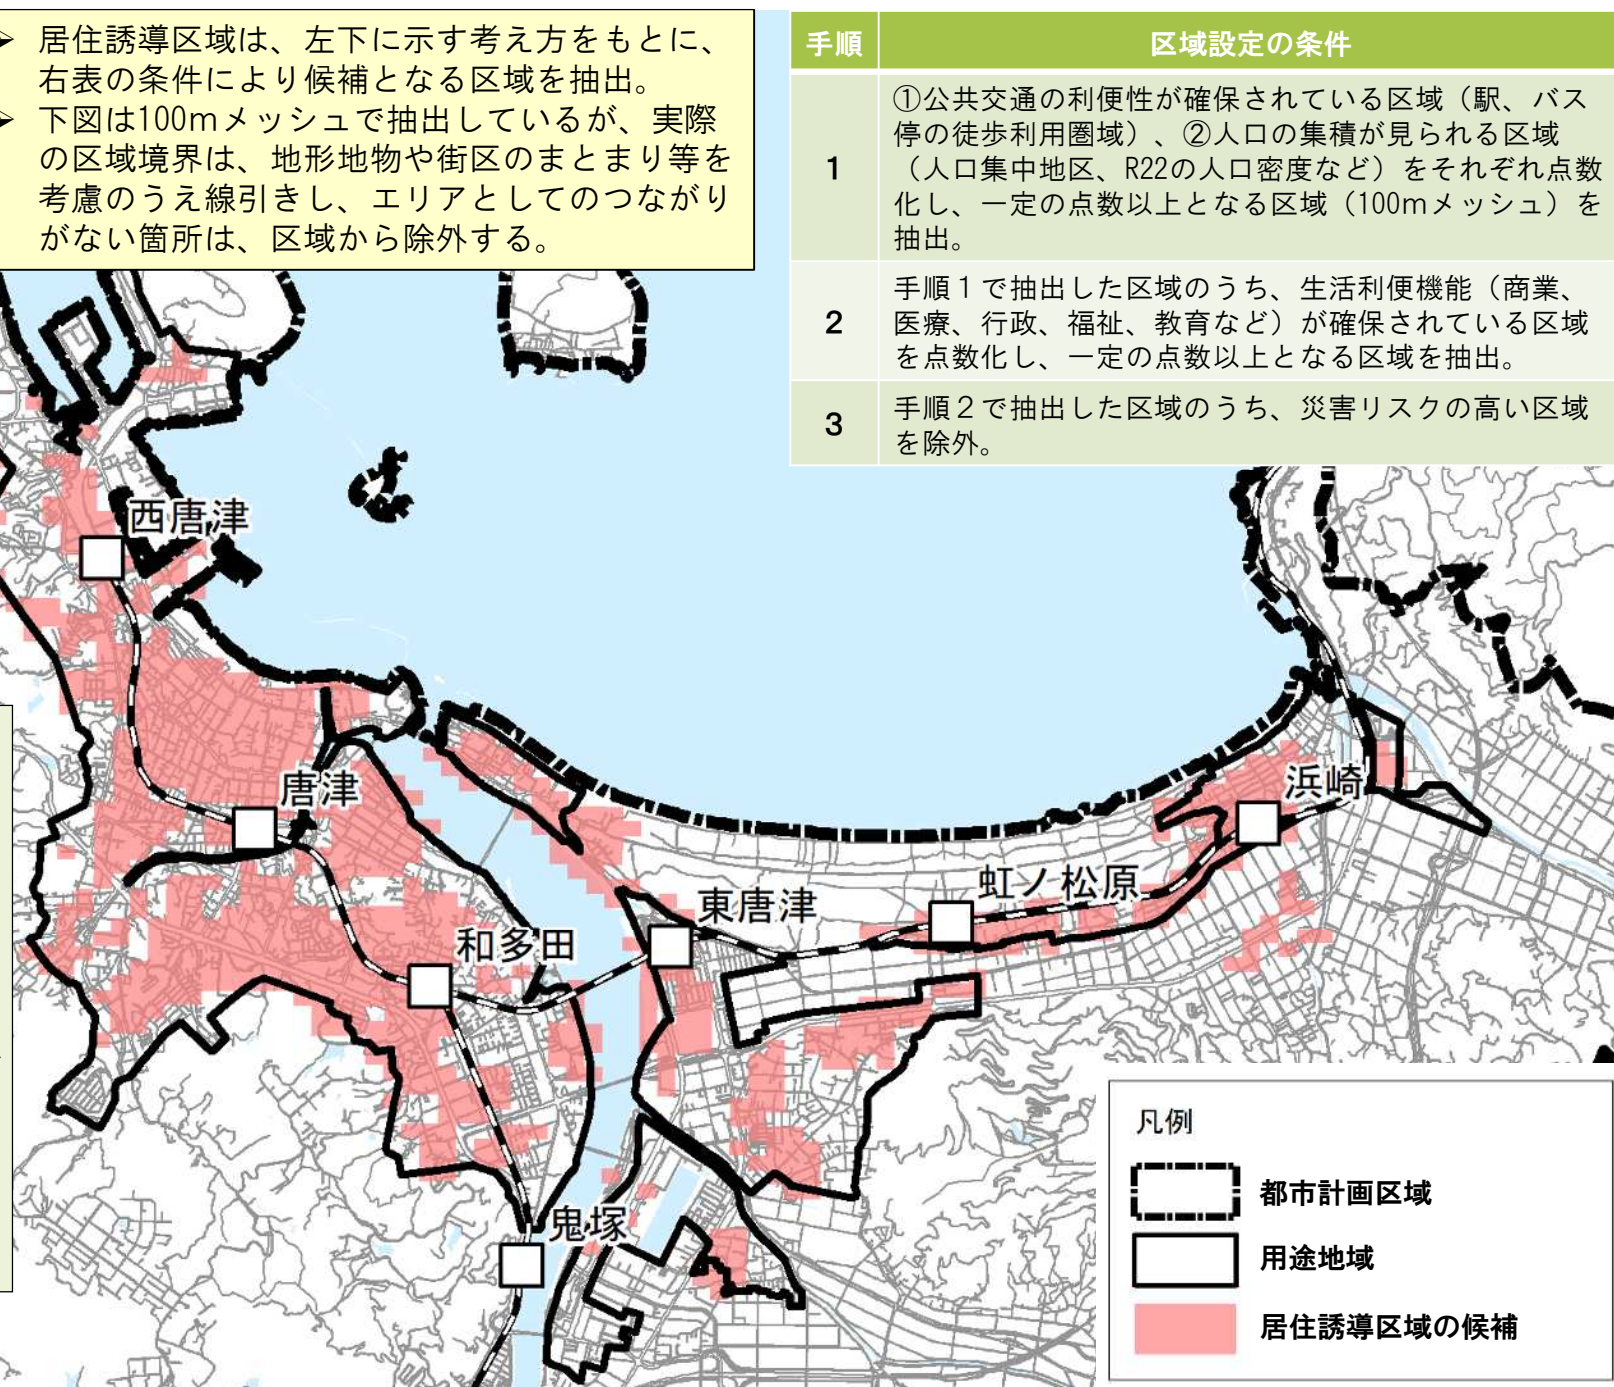 ➢ 居住誘導区域は、左下に示す考え方をもとに、
右表の条件により候補となる区域を抽出。
➢ 下図は100mメッシュで抽出しているが、実際
の区域境界は、地形地物や街区のまとまり等を
考慮のうえ線引きし、エリアとしてのつながり
がない箇所は、区域から除外する。
手順 区域設定の条件
1
①公共交通の利便性が確保されている区域（駅、バス
停の徒歩利用圏域）、②人口の集積が見られる区域
（人口集中地区、R22の人口密度など）をそれぞれ点数
化し、一定の点数以上となる区域（100mメッシュ）を
抽出。
2
手順１で抽出した区域のうち、生活利便機能（商業、
医療、行政、福祉、教育など）が確保されている区域
を点数化し、一定の点数以上となる区域を抽出。
3
手順２で抽出した区域のうち、災害リスクの高い区域
を除外。
西唐津
唐津
浜崎
虹ノ松原
東唐津
和多田
鬼塚
凡例
都市計画区域
用途地域
居住誘導区域の候補